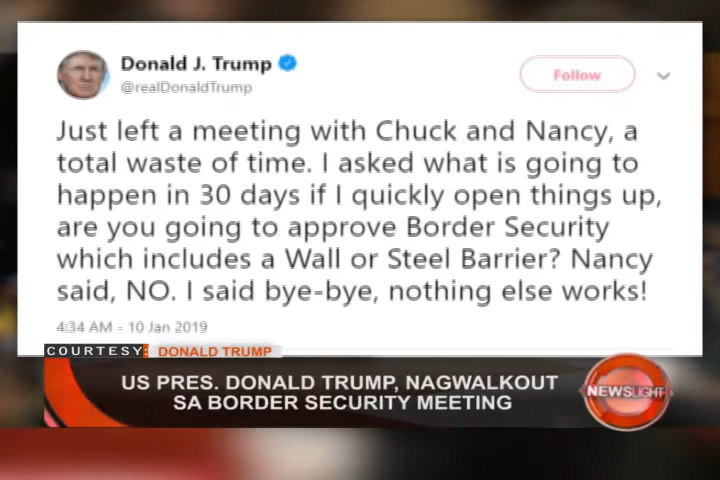 Donald J. Trump
@realDonaldTrump
Follow
Just left a meeting with Chuck and Nancy, a
total waste of time. I asked what is going to
happen in 30 days if I quickly open things up,
are you going to approve Border Security
which includes a Wall or Steel Barrier? Nancy
said, NO. I said bye-bye, nothing else works!
4:34 AM - 10 Jan 2019
COURTESY: DONALD TRUMP
US PRES. DONALD TRUMP, NAGWALKOUT
SA BORDER SECURITY MEETING
NEWSLIGHT